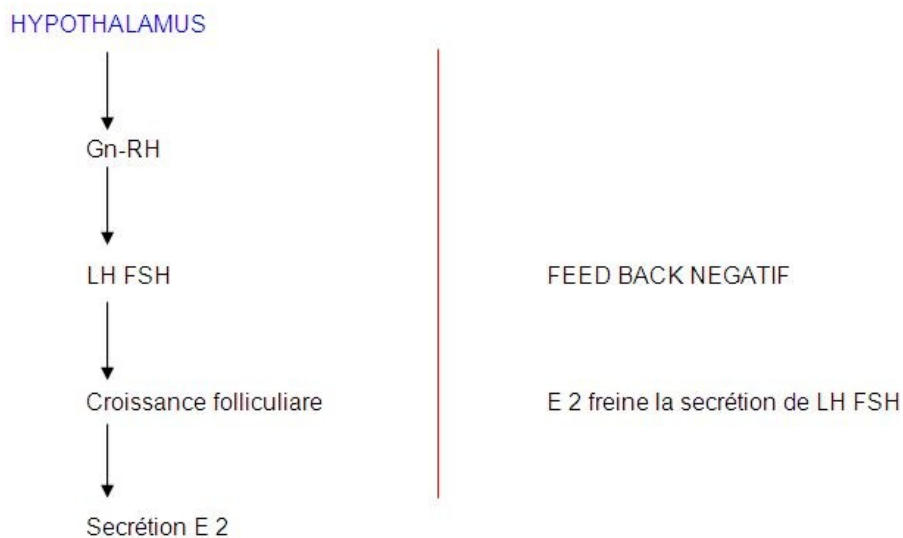 HYPOTHALAMUS
Gn-RH
LH FSH
FEED BACK NEGATIF
Croissance folliculiare
E 2 freine la secrétion de LH FSH
Secrétion E 2